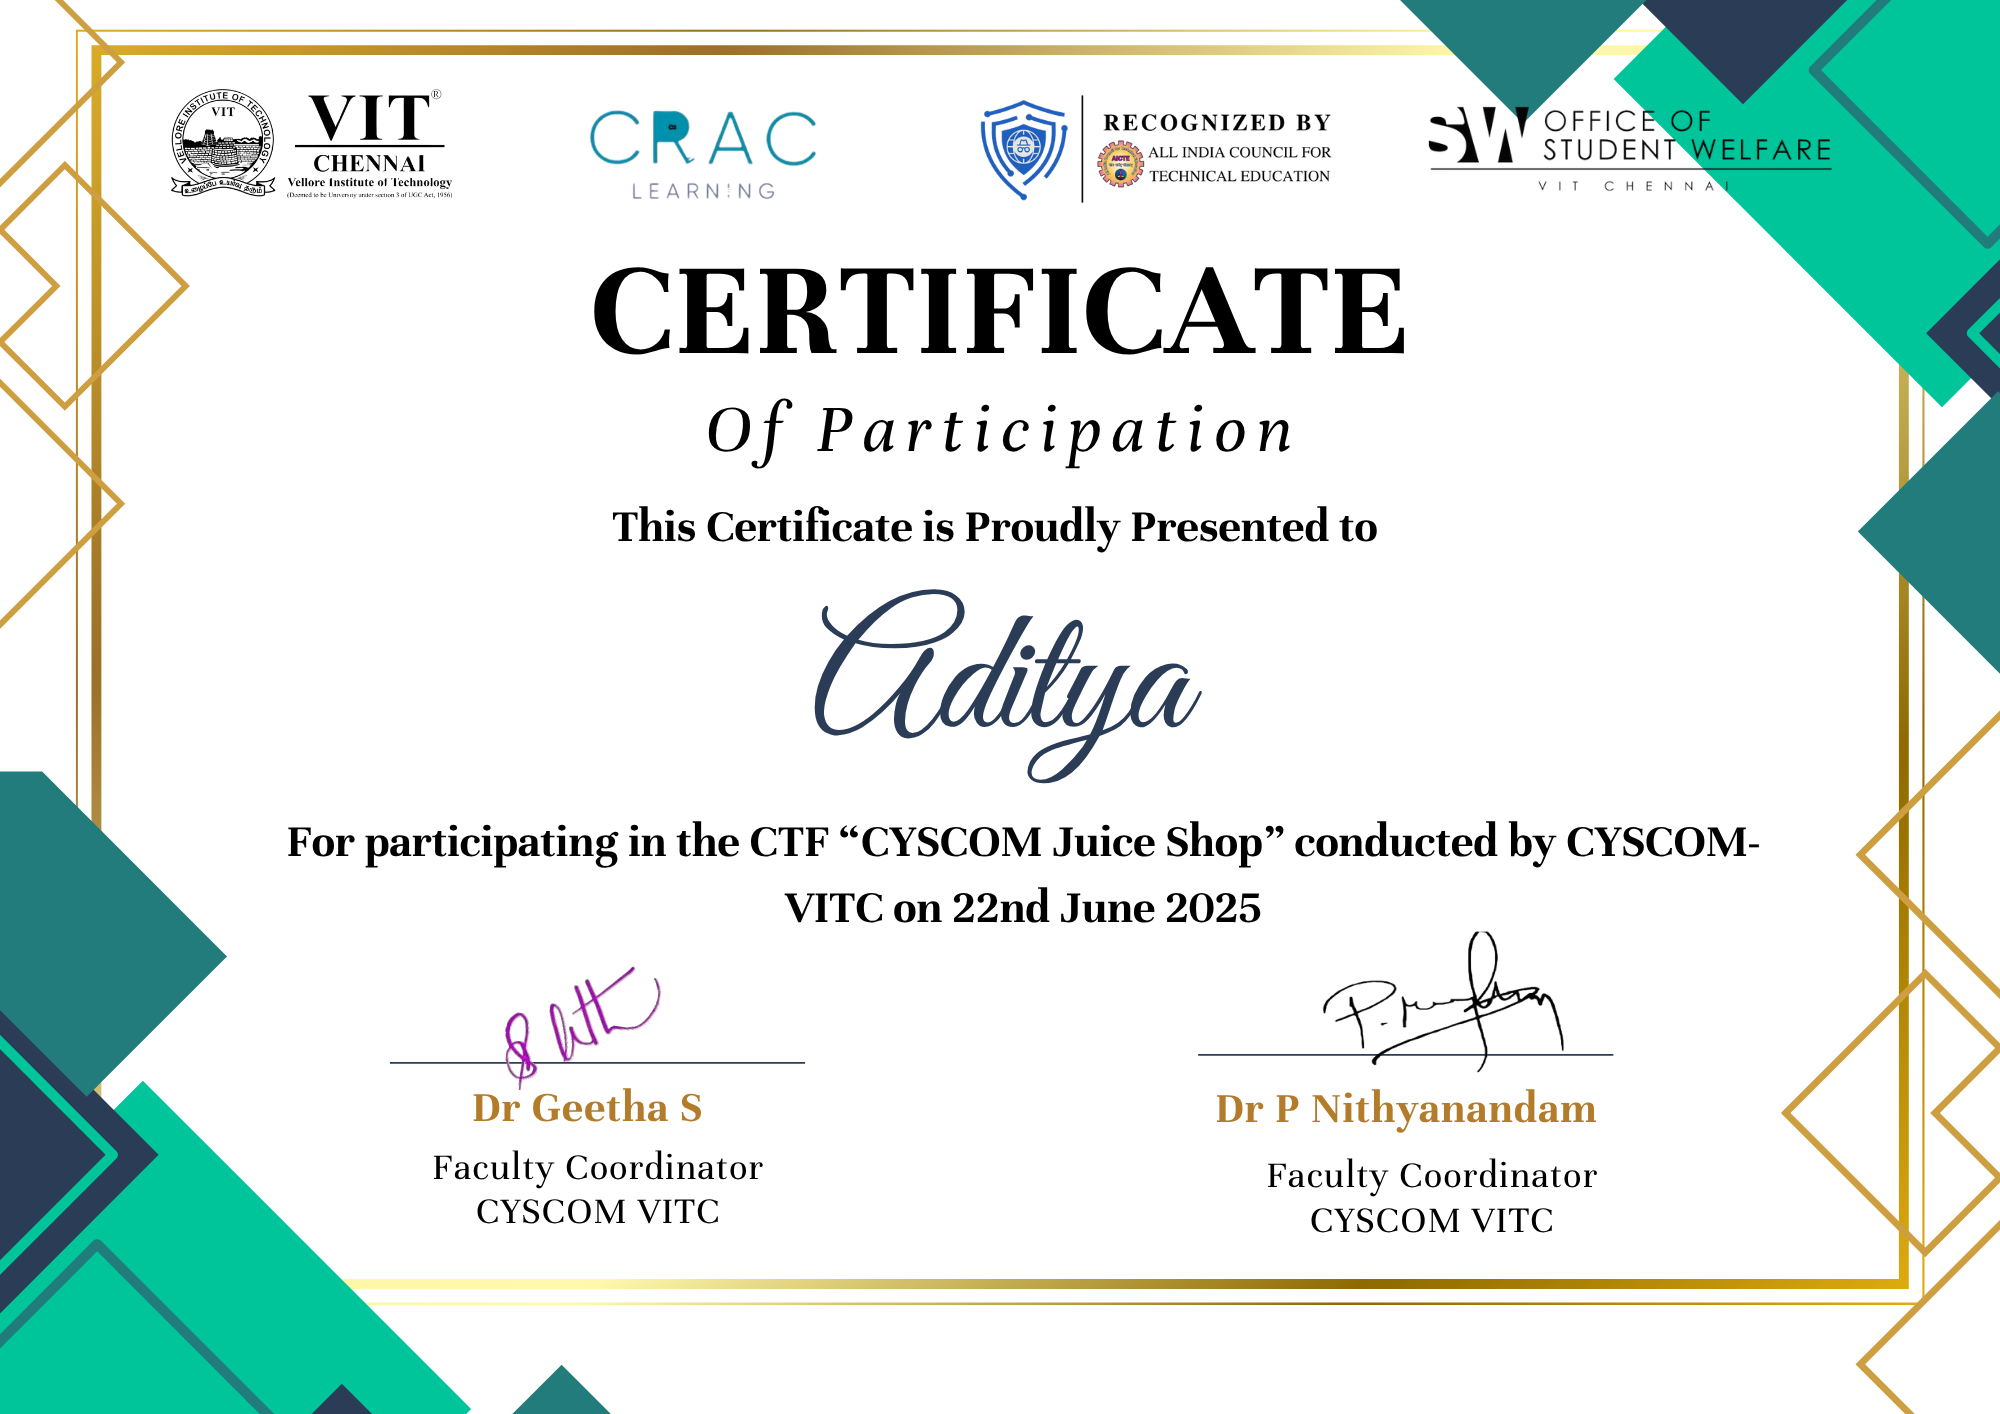 VELLORE INSTITUTE OF TECHNOLOGY
VIT
VIT®
CHENNAI
Vellore Institute of Technology
(Deemed to be University under section 3 of UGC Act, 1956)
CRAC
LEARNING
RECOGNIZED BY
AICTE
ALL INDIA COUNCIL FOR
TECHNICAL EDUCATION
SW OFFICE OF
STUDENT WELFARE
VIT CHENNAI
CERTIFICATE
Of Participation
This Certificate is Proudly Presented to
Aditya
For participating in the CTF “CYSCOM Juice Shop” conducted by CYSCOM-
VITC on 22nd June 2025
Dr Geetha S
Faculty Coordinator
CYSCOM VITC
Dr P Nithyanandam
Faculty Coordinator
CYSCOM VITC